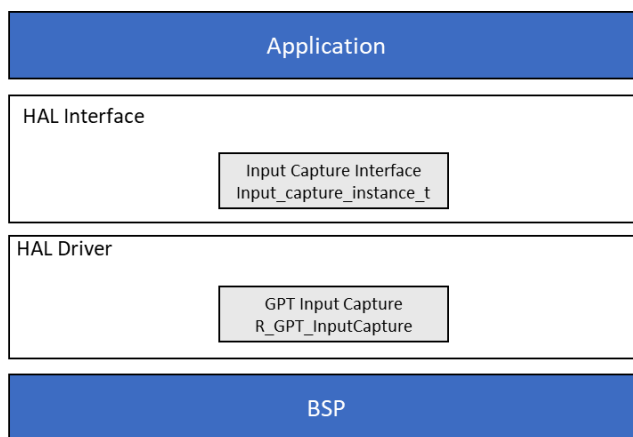 Application
HAL Interface
Input Capture Interface
Input_capture_instance_t
HAL Driver
GPT Input Capture
R_GPT_InputCapture
BSP